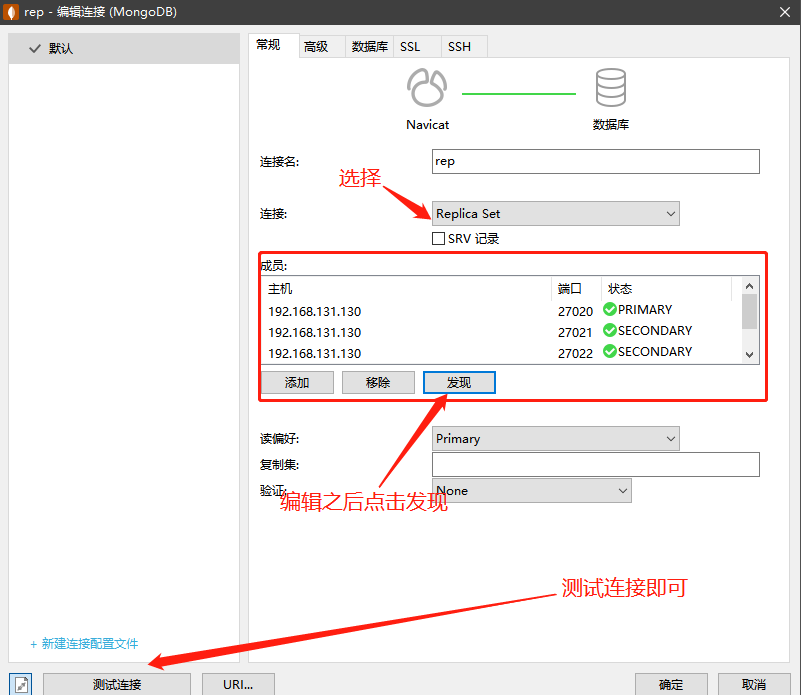 rep - 编辑连接 (MongoDB)
默认
常规 高级 数据库 SSL SSH
Navicat 数据库
连接名: rep
选择
连接: Replica Set
SRV 记录
成员:
主机 端口 状态
192.168.131.130 27020 PRIMARY
192.168.131.130 27021 SECONDARY
192.168.131.130 27022 SECONDARY
添加 移除 发现
读偏好: Primary
复制集:
验证: None
编辑之后点击发现
测试连接即可
+ 新建连接配置文件
测试连接 URI... 确定 取消